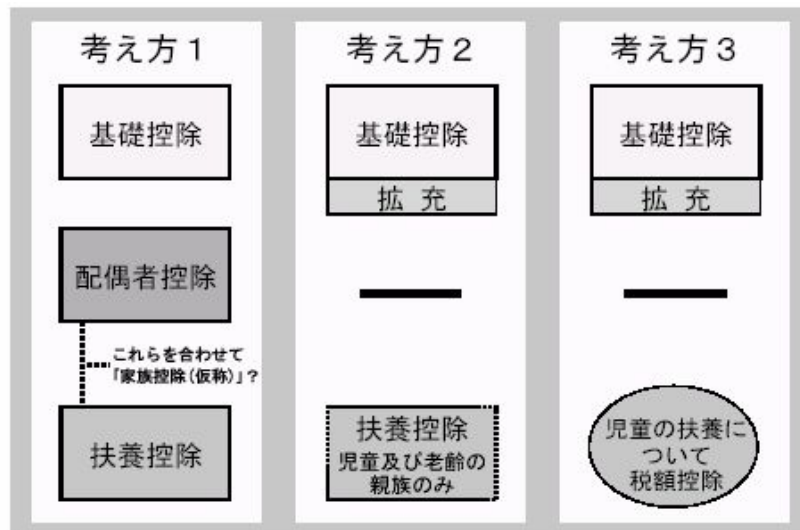 考え方1
基礎控除
配偶者控除
これらを合わせて
「家族控除(仮称)」?
扶養控除
考え方2
基礎控除
拡 充
扶養控除
児童及び老齢の
親族のみ
考え方3
基礎控除
拡 充
児童の扶養に
ついて
税額控除